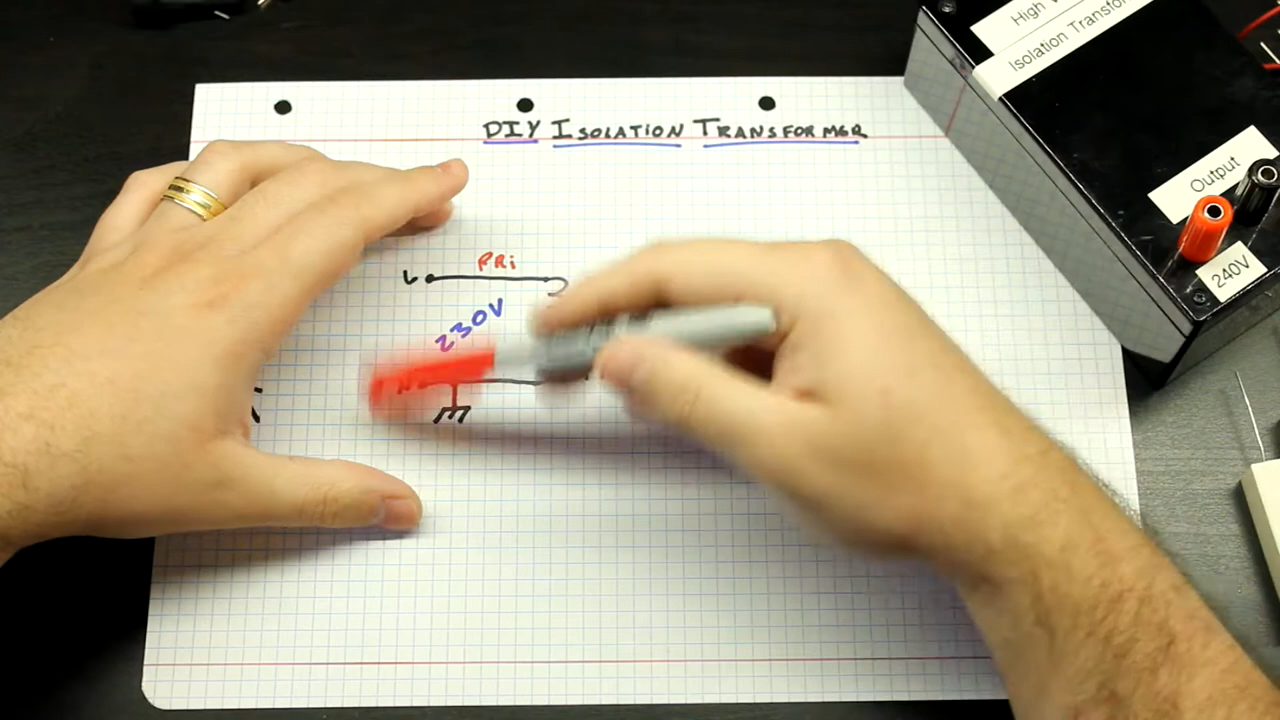 High
Isolation Transfor
DIY ISOLATION TRANSFORMER
Output
240V
PRi
L
230V
N